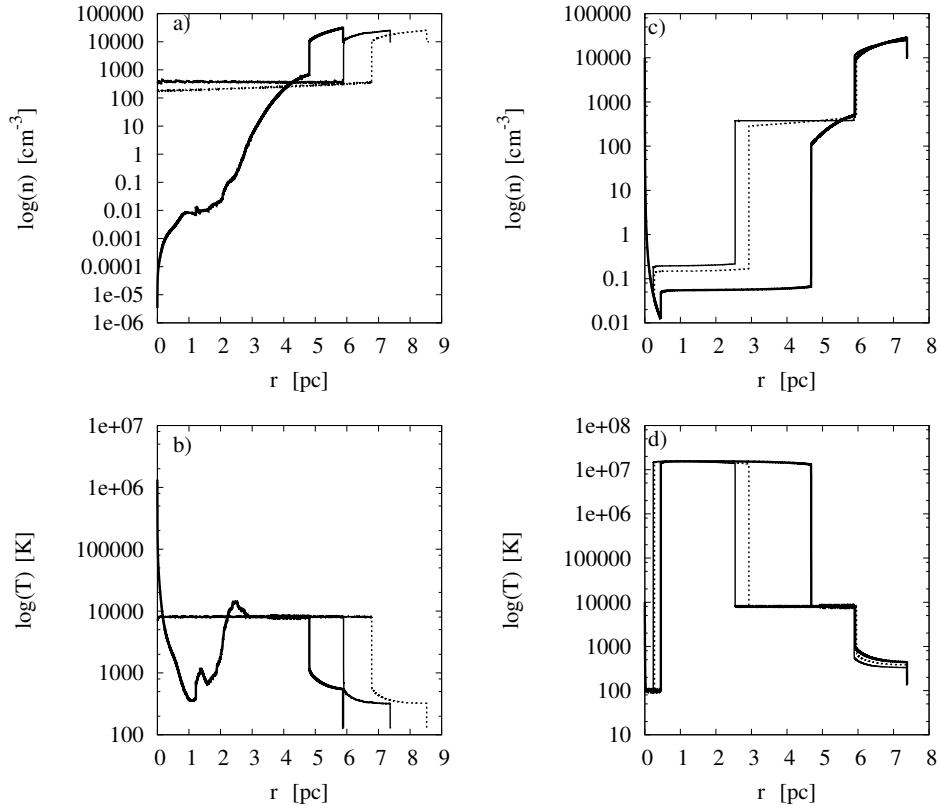 a)
100000
10000
1000
100
10
1
0.1
0.01
0.001
0.0001
1e-05
1e-06
log(n) [cm-3]
0 1 2 3 4 5 6 7 8 9
r [pc]
c)
100000
10000
1000
100
10
1
0.1
0.01
log(n) [cm-3]
0 1 2 3 4 5 6 7 8
r [pc]
b)
1e+07
1e+06
100000
10000
1000
100
log(T) [K]
0 1 2 3 4 5 6 7 8 9
r [pc]
d)
1e+08
1e+07
1e+06
100000
10000
1000
100
10
log(T) [K]
0 1 2 3 4 5 6 7 8
r [pc]